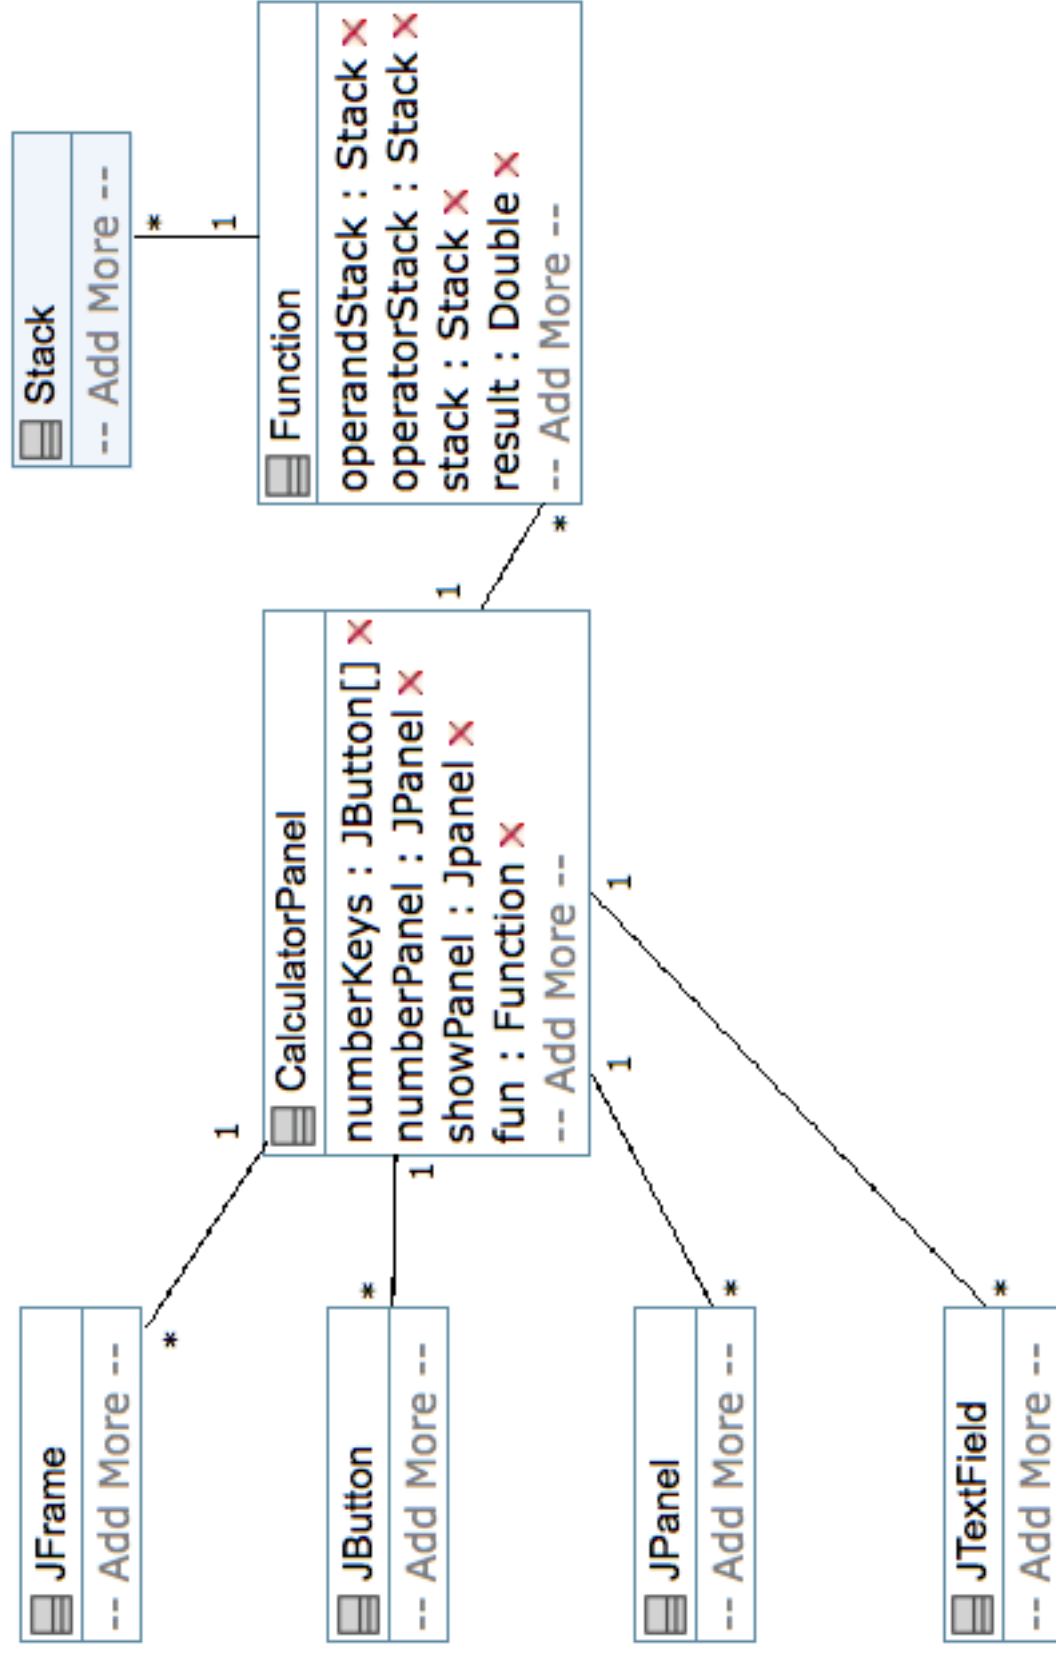 JFrame
-- Add More --
*
1
JButton
-- Add More --
*
1
JPanel
-- Add More --
*
1
JTextField
-- Add More --
*
1
CalculatorPanel
numberKeys : JButton[]
numberPanel : JPanel
showPanel : Jpanel
fun : Function
-- Add More --
1
*
Stack
-- Add More --
*
1
Function
operandStack : Stack
operatorStack : Stack
stack : Stack
result : Double
-- Add More --